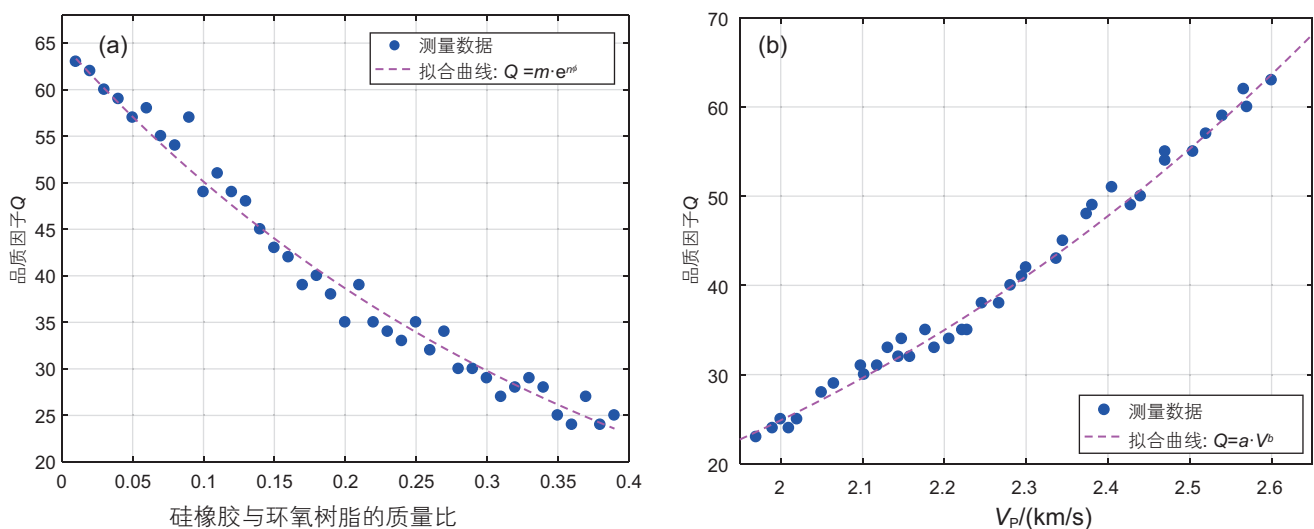 (a)
测量数据
拟合曲线: Q =m·e^{nϕ}
65
60
55
50
45
40
35
30
25
20
品质因子Q
0 0.05 0.1 0.15 0.2 0.25 0.3 0.35 0.4
硅橡胶与环氧树脂的质量比
(b)
70
60
50
40
30
20
品质因子Q
测量数据
拟合曲线: Q=a·V^b
2 2.1 2.2 2.3 2.4 2.5 2.6
V_P/(km/s)